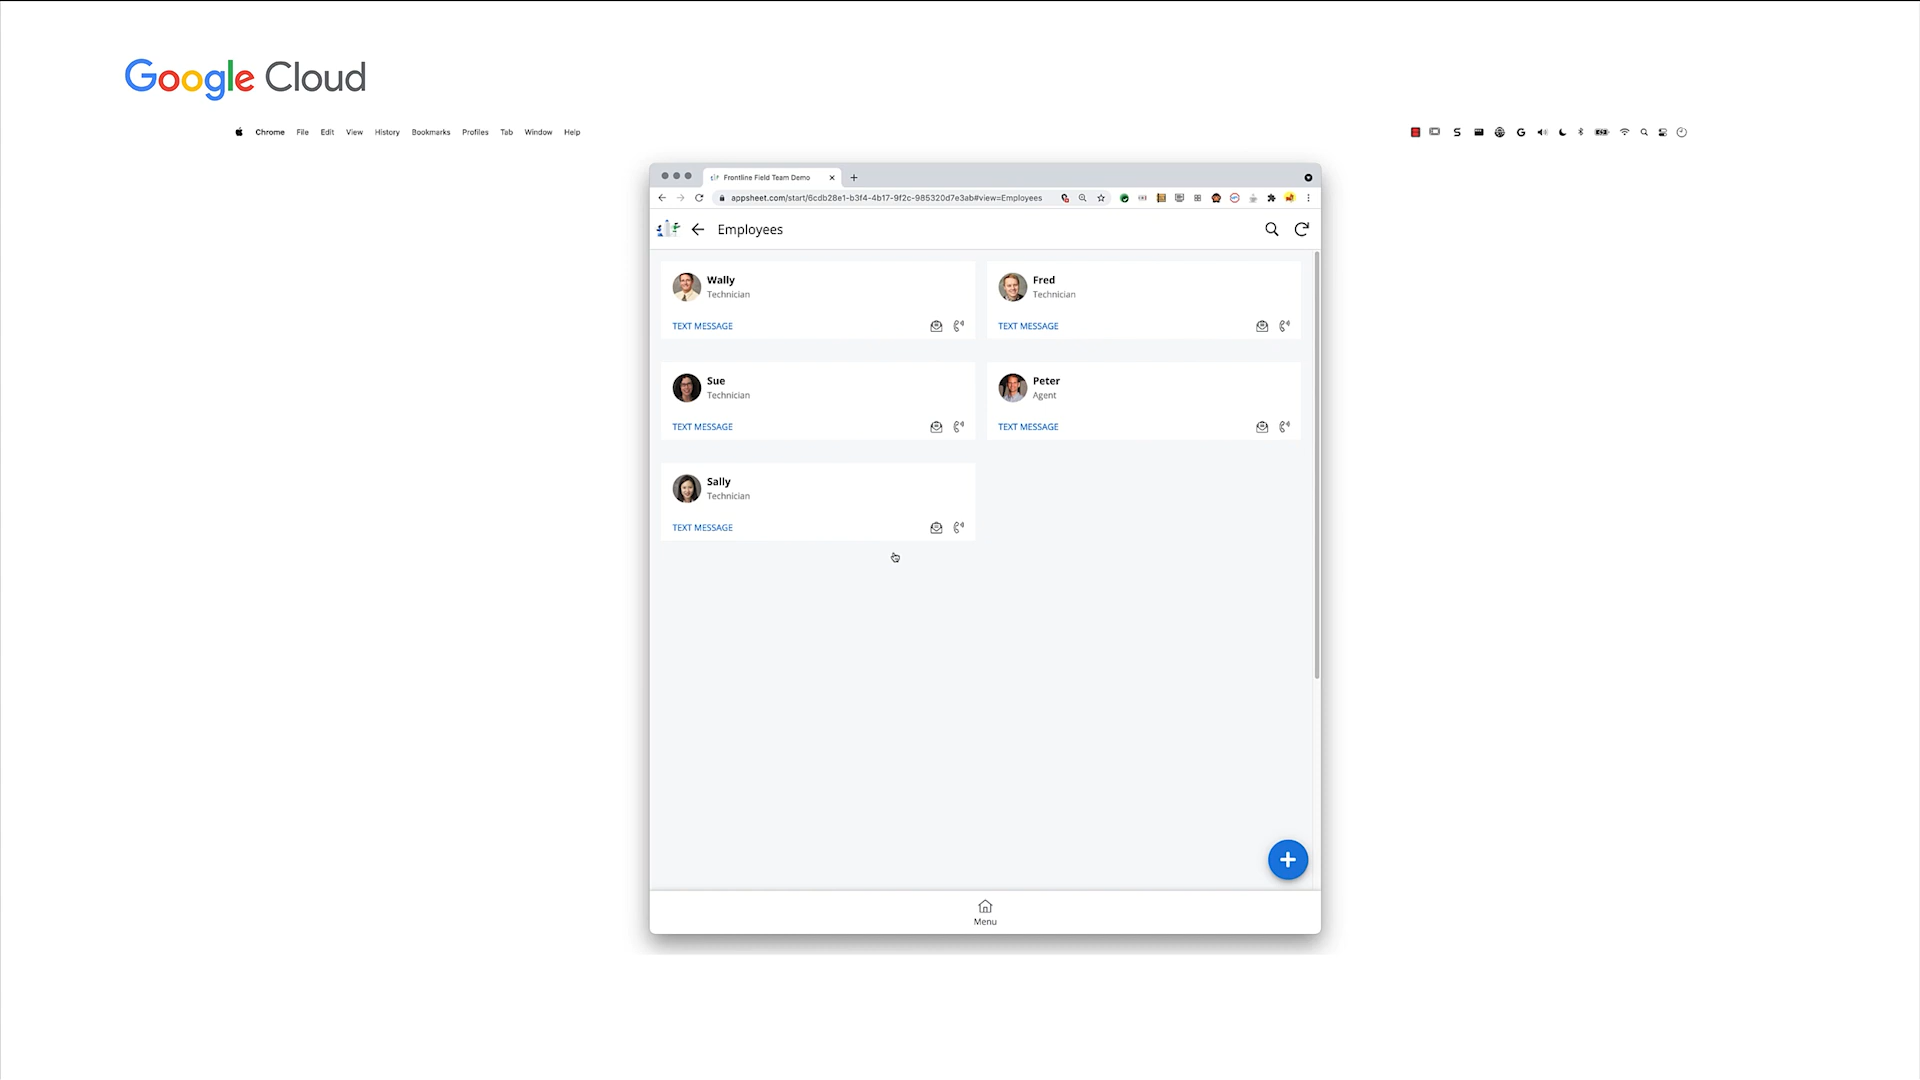 Google Cloud
Chrome File Edit View History Bookmarks Profiles Tab Window Help
Frontline Field Team Demo
appsheet.com/start/6cdb28e1-b3f4-4b17-9f2c-985320d7e3ab#view=Employees
Employees
Wally
Technician
TEXT MESSAGE
Fred
Technician
TEXT MESSAGE
Sue
Technician
TEXT MESSAGE
Peter
Agent
TEXT MESSAGE
Sally
Technician
TEXT MESSAGE
Menu